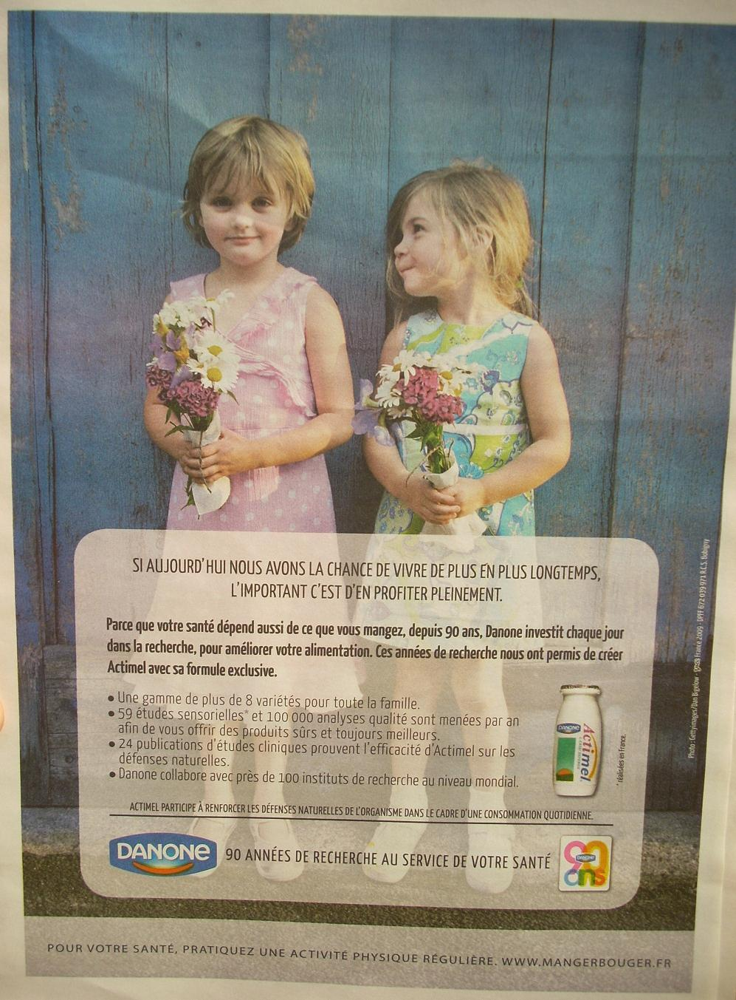 SI AUJOURD'HUI NOUS AVONS LA CHANCE DE VIVRE DE PLUS EN PLUS LONGTEMPS,
L'IMPORTANT C'EST D'EN PROFITER PLEINEMENT.
Parce que votre santé dépend aussi de ce que vous mangez, depuis 90 ans, Danone investit chaque jour
dans la recherche, pour améliorer votre alimentation. Ces années de recherche nous ont permis de créer
Actimel avec sa formule exclusive.
• Une gamme de plus de 8 variétés pour toute la famille.
• 59 études sensorielles* et 100 000 analyses qualité sont menées par an
afin de vous offrir des produits sûrs et toujours meilleurs.
• 24 publications d'études cliniques prouvent l'efficacité d'Actimel sur les
défenses naturelles.
• Danone collabore avec près de 100 instituts de recherche au niveau mondial.
DANONE
Actimel
* réalisées en France.
ACTIMEL PARTICIPE À RENFORCER LES DÉFENSES NATURELLES DE L'ORGANISME DANS LE CADRE D'UNE CONSOMMATION QUOTIDIENNE.
DANONE
90 ANNÉES DE RECHERCHE AU SERVICE DE VOTRE SANTÉ
90
DANONE
ans
Photo : Gettyimages/Dan Bigelow - France 2009 - DPFF 672 039 971 R.C.S. Bobigny
POUR VOTRE SANTÉ, PRATIQUEZ UNE ACTIVITÉ PHYSIQUE RÉGULIÈRE. WWW.MANGERBOUGER.FR